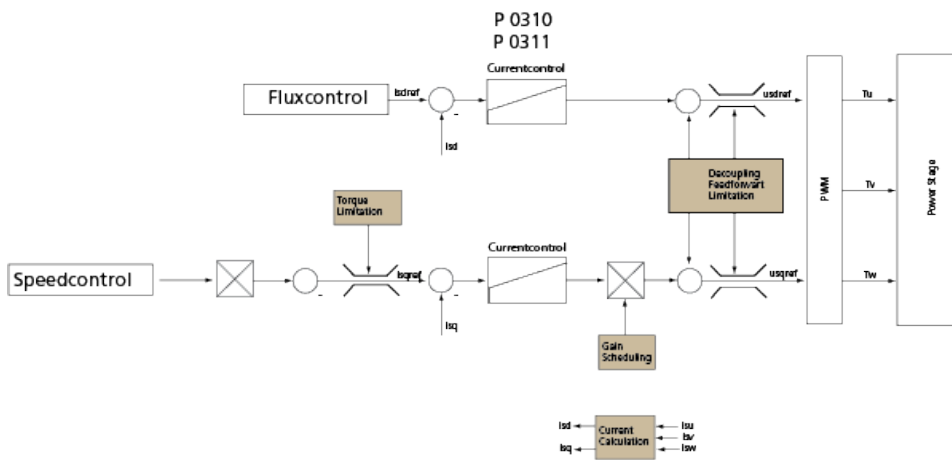 P 0310
P 0311
Currentcontrol
Fluxcontrol
Isdref
-
Isd
usdref
Tu
Torque
Limitation
Decoupling
Feedforwart
Limitation
PWM
Tv
Power Stage
Speedcontrol
-
Isqref
-
Isq
Currentcontrol
usqref
Tw
Gain
Scheduling
Isd
Isq
Current
Calculation
Isu
Isv
Isw